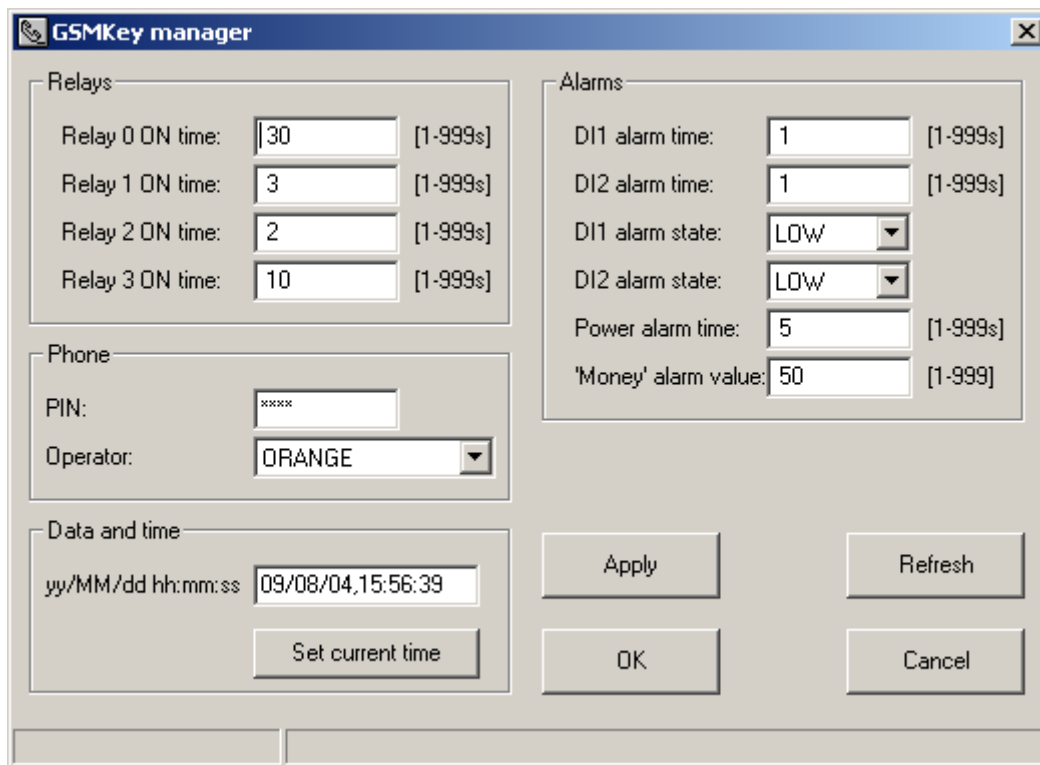 GSMKey manager
Relays
Relay 0 ON time: 30 [1-999s]
Relay 1 ON time: 3 [1-999s]
Relay 2 ON time: 2 [1-999s]
Relay 3 ON time: 10 [1-999s]
Phone
PIN: ****
Operator: ORANGE
Data and time
yy/MM/dd hh:mm:ss 09/08/04,15:56:39
Set current time
Alarms
DI1 alarm time: 1 [1-999s]
DI2 alarm time: 1 [1-999s]
DI1 alarm state: LOW
DI2 alarm state: LOW
Power alarm time: 5 [1-999s]
'Money' alarm value: 50 [1-999]
Apply Refresh
OK Cancel